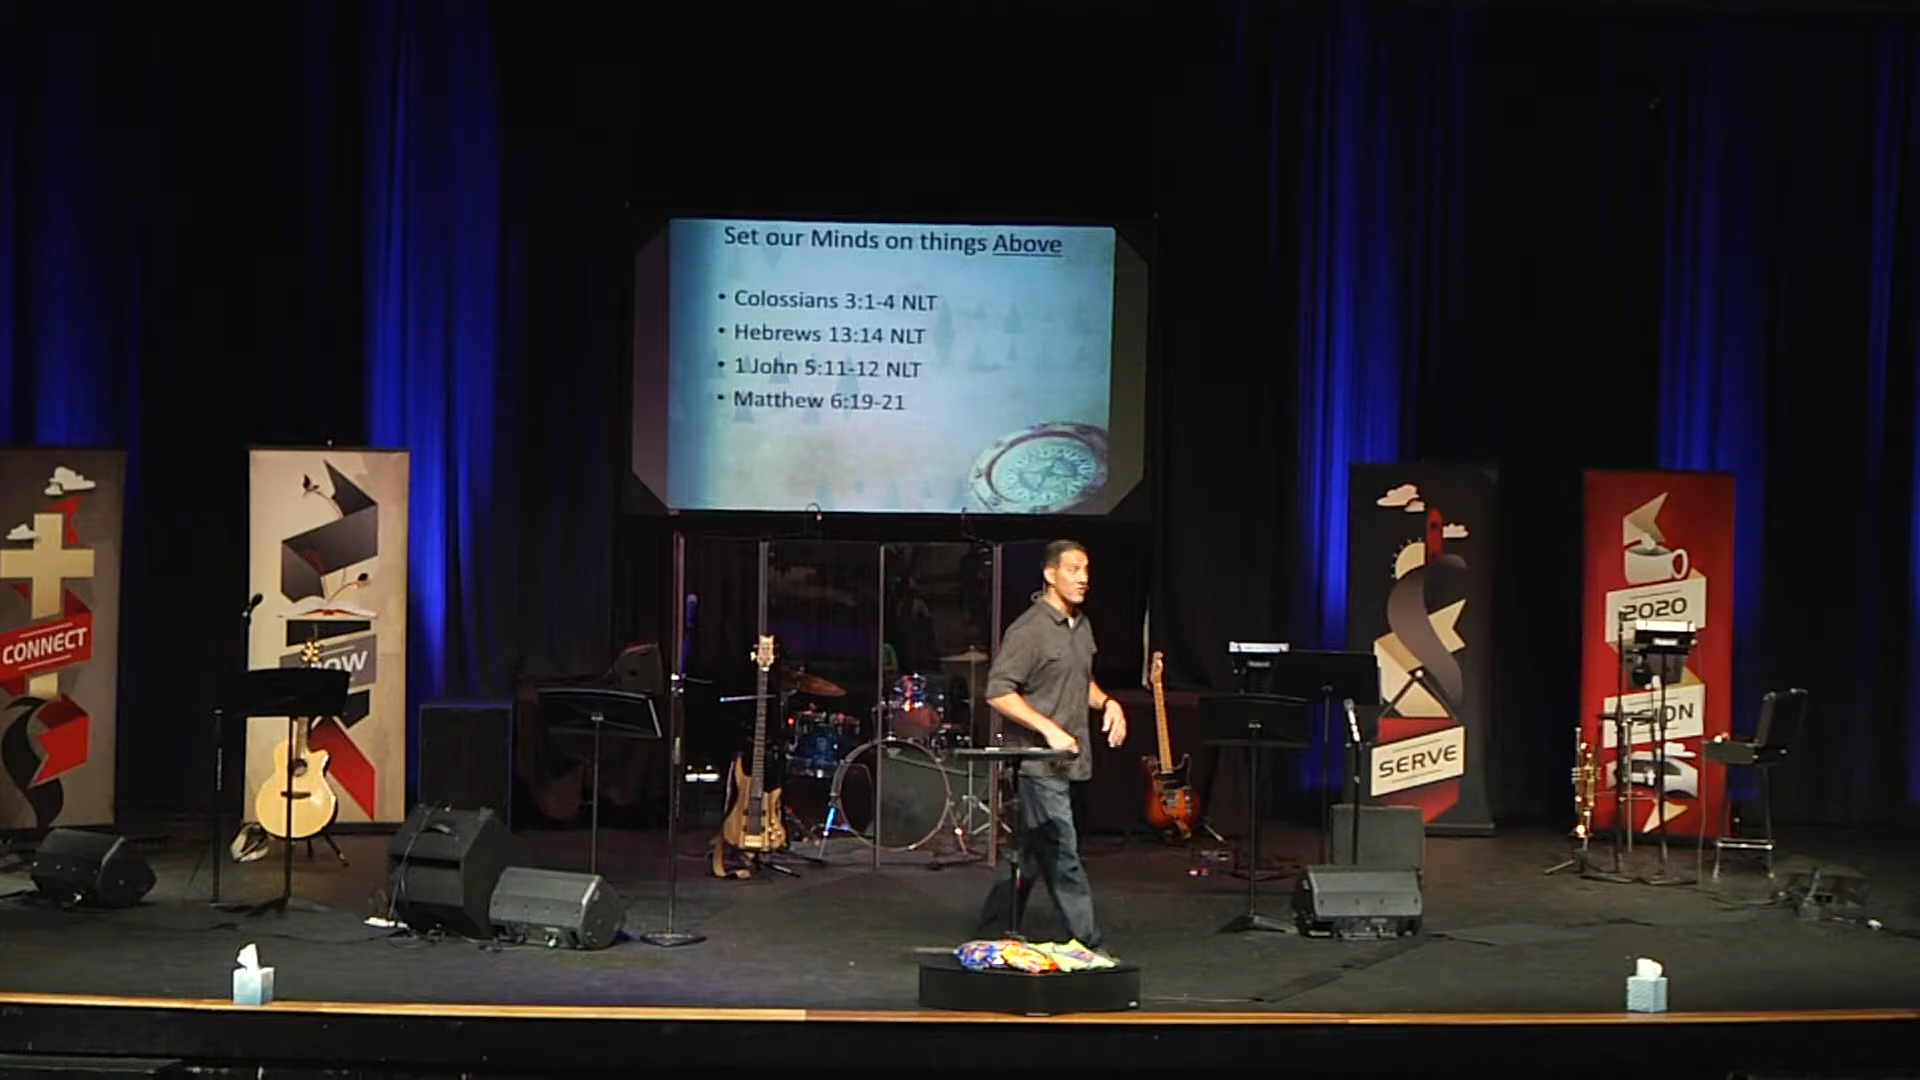 Set our Minds on things Above
• Colossians 3:1-4 NLT
• Hebrews 13:14 NLT
• 1 John 5:11-12 NLT
• Matthew 6:19-21
CONNECT
SERVE
2020